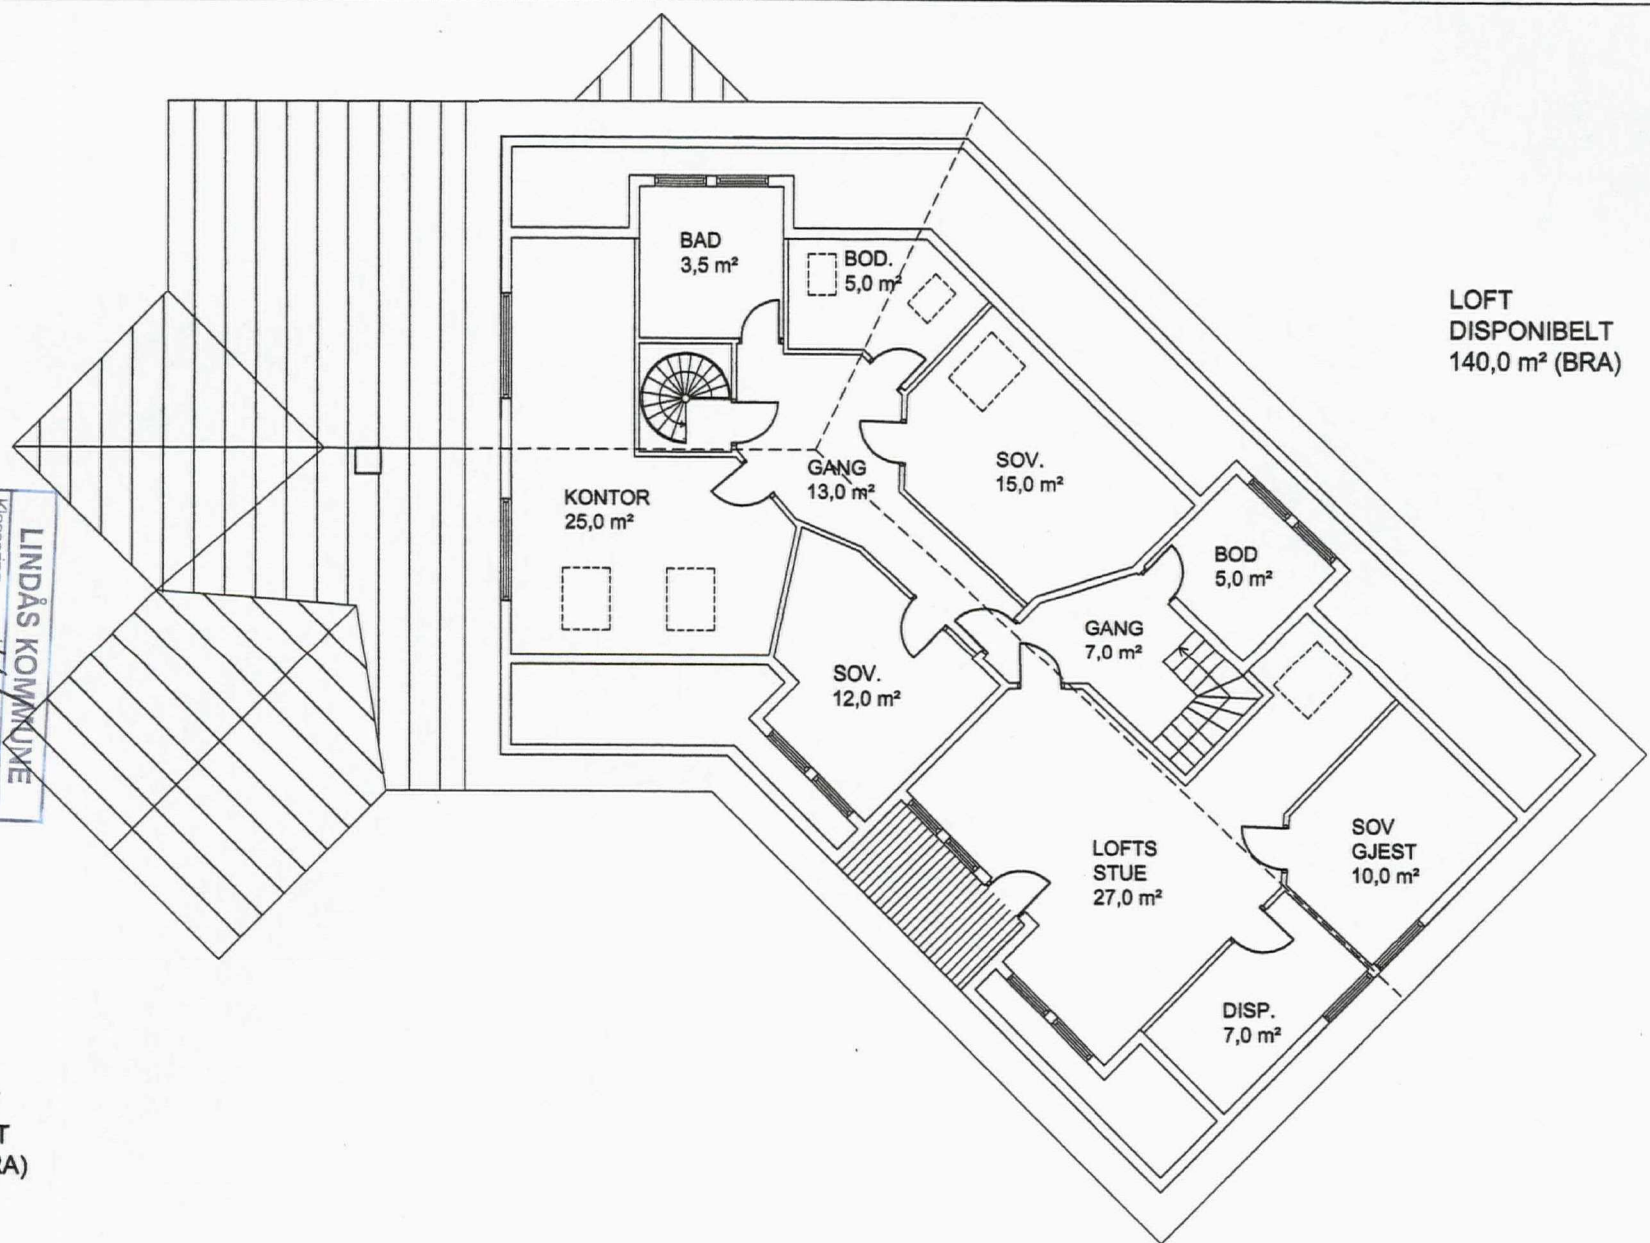 BAD
3,5 m²
BOD.
5,0 m²
LOFT
DISPONIBELT
140,0 m² (BRA)
SOV.
15,0 m²
GANG
13,0 m²
KONTOR
25,0 m²
BOD
5,0 m²
GANG
7,0 m²
SOV.
12,0 m²
LINDÅS KOMMUNE
LOFTS
STUE
27,0 m²
SOV
GJEST
10,0 m²
DISP.
7,0 m²